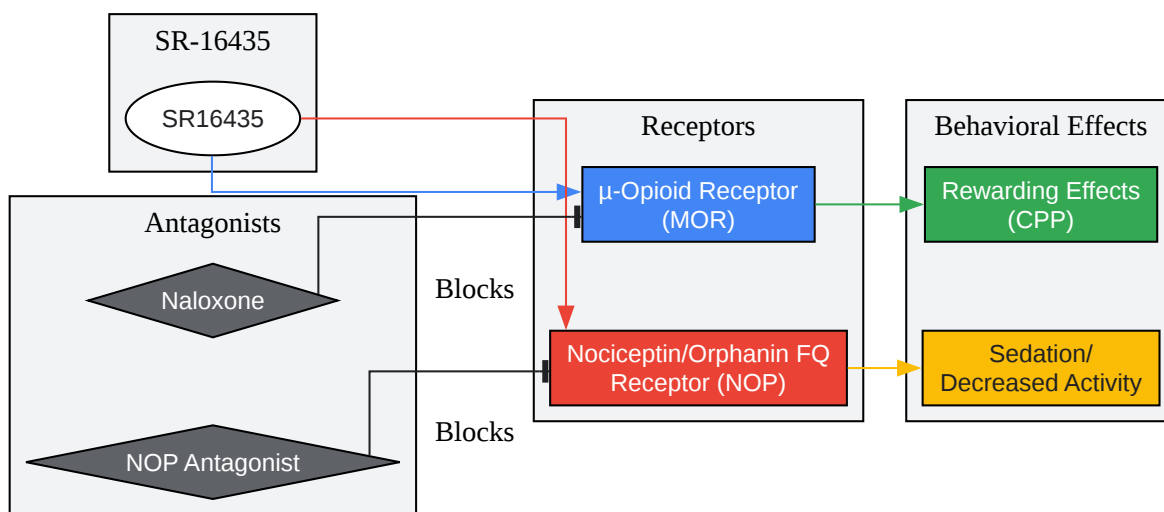 SR-16435
SR16435
Antagonists
Naloxone
NOP Antagonist
Blocks
Blocks
Receptors
µ-Opioid Receptor
(MOR)
Nociceptin/Orphanin FQ
Receptor (NOP)
Behavioral Effects
Rewarding Effects
(CPP)
Sedation/
Decreased Activity